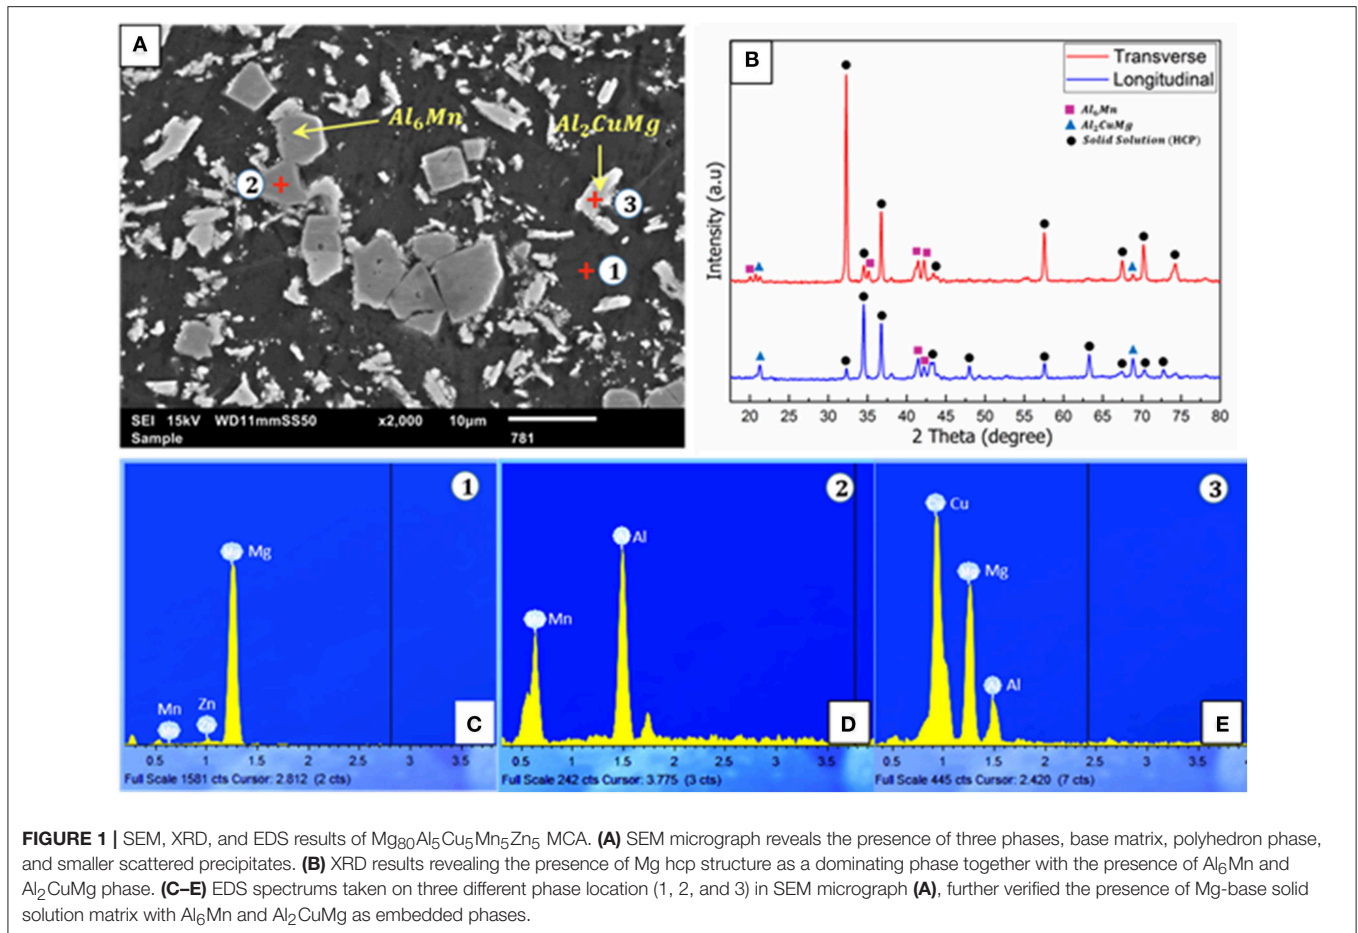 A
Al₆Mn
Al₂CuMg
2
3
1
SEI 15kV WD11mmSS50 x2,000 10μm
Sample 781
B
Transverse
Longitudinal
Al₆Mn
Al₂CuMg
Solid Solution (HCP)
Intensity (a.u)
20 25 30 35 40 45 50 55 60 65 70 75 80
2 Theta (degree)
1
Mg
Mn
Zn
C
0.5 1 1.5 2 2.5 3 3.5
Full Scale 1581 cts Cursor: 2.812 (2 cts)
2
Al
Mn
D
0.5 1 1.5 2 2.5 3 3.5
Full Scale 242 cts Cursor: 3.775 (3 cts)
3
Cu
Mg
Al
E
0.5 1 1.5 2 2.5 3 3.5
Full Scale 445 cts Cursor: 2.420 (7 cts)
FIGURE 1 | SEM, XRD, and EDS results of Mg₈₀Al₅Cu₅Mn₅Zn₅ MCA. (A) SEM micrograph reveals the presence of three phases, base matrix, polyhedron phase,
and smaller scattered precipitates. (B) XRD results revealing the presence of Mg hcp structure as a dominating phase together with the presence of Al₆Mn and
Al₂CuMg phase. (C–E) EDS spectrums taken on three different phase location (1, 2, and 3) in SEM micrograph (A), further verified the presence of Mg-base solid
solution matrix with Al₆Mn and Al₂CuMg as embedded phases.